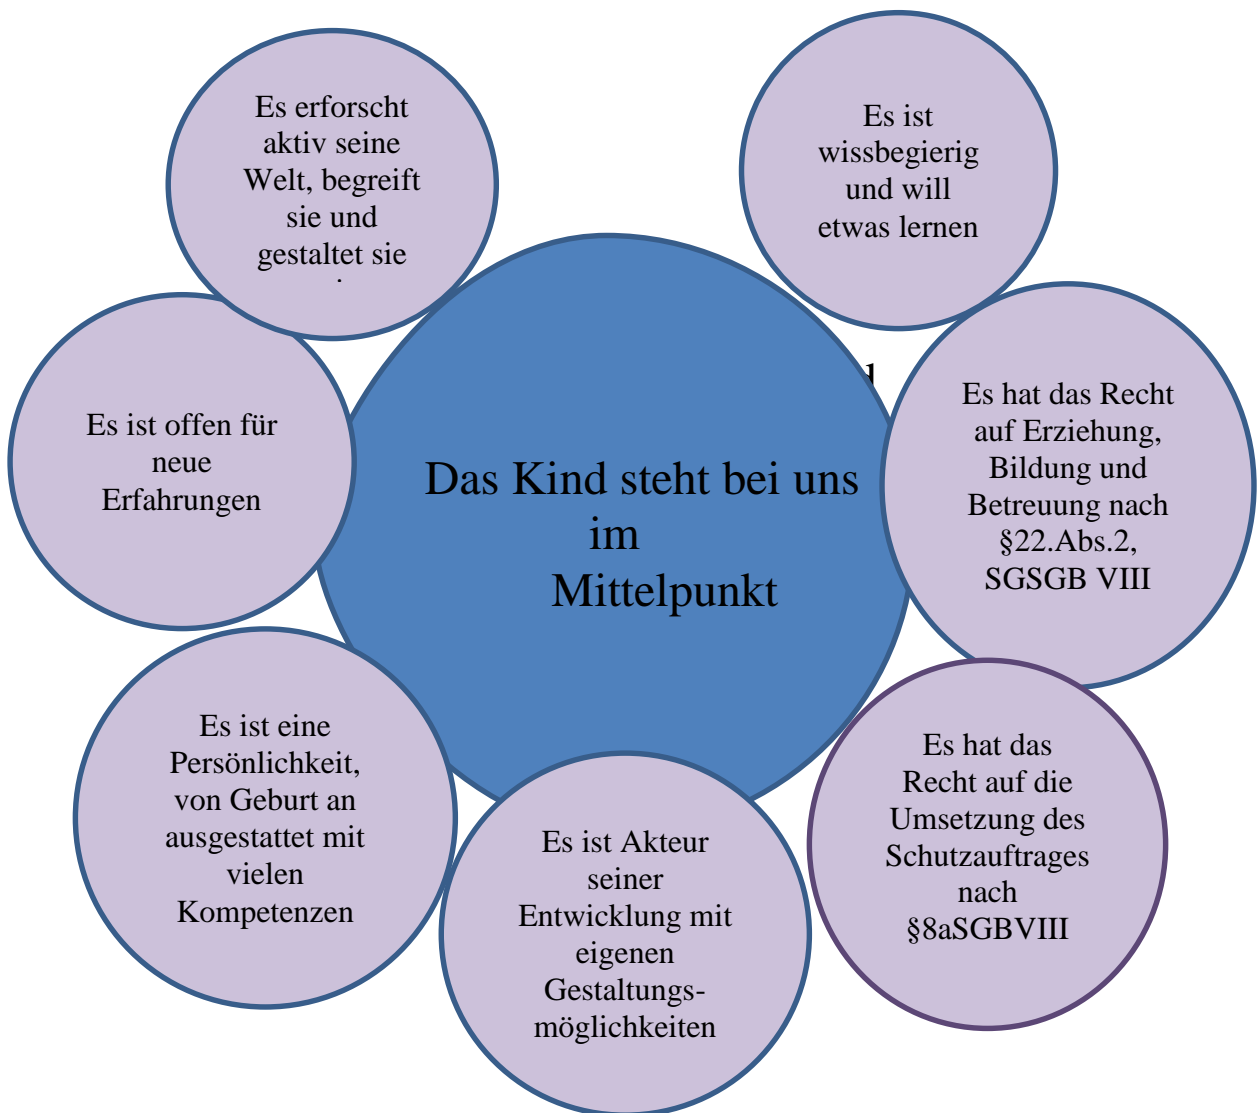 Es erforscht
aktiv seine
Welt, begreift
sie und
gestaltet sie
Es ist
wissbegierig
und will
etwas lernen
Es ist offen für
neue
Erfahrungen
Das Kind steht bei uns
im
Mittelpunkt
Es hat das Recht
auf Erziehung,
Bildung und
Betreuung nach
§22.Abs.2,
SGSGB VIII
Es ist eine
Persönlichkeit,
von Geburt an
ausgestattet mit
vielen
Kompetenzen
Es ist Akteur
seiner
Entwicklung mit
eigenen
Gestaltungs-
möglichkeiten
Es hat das
Recht auf die
Umsetzung des
Schutzauftrages
nach
§8aSGBVIII